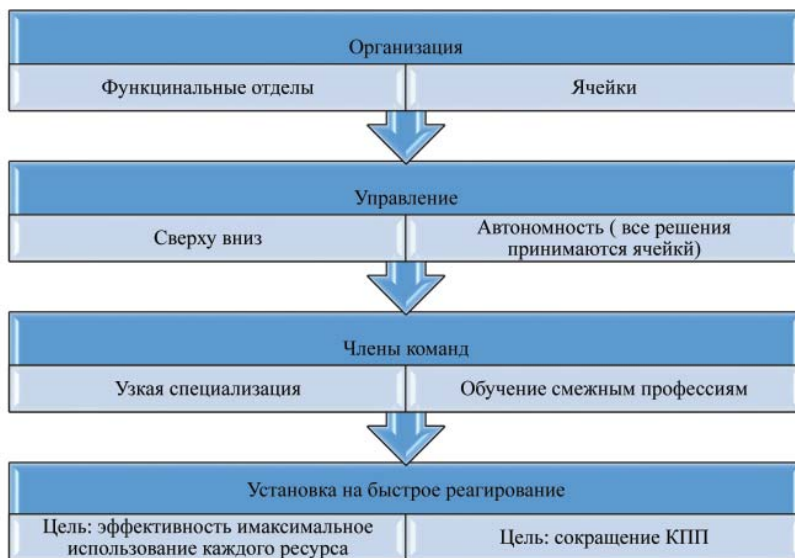 Организация
Функцинальные отделы
Ячейки
Управление
Сверху вниз
Автономность ( все решения
принимаются ячейкй)
Члены команд
Узкая специализация
Обучение смежным профессиям
Установка на быстрое реагирование
Цель: эффективность имаксимальное
использование каждого ресурса
Цель: сокращение КПП